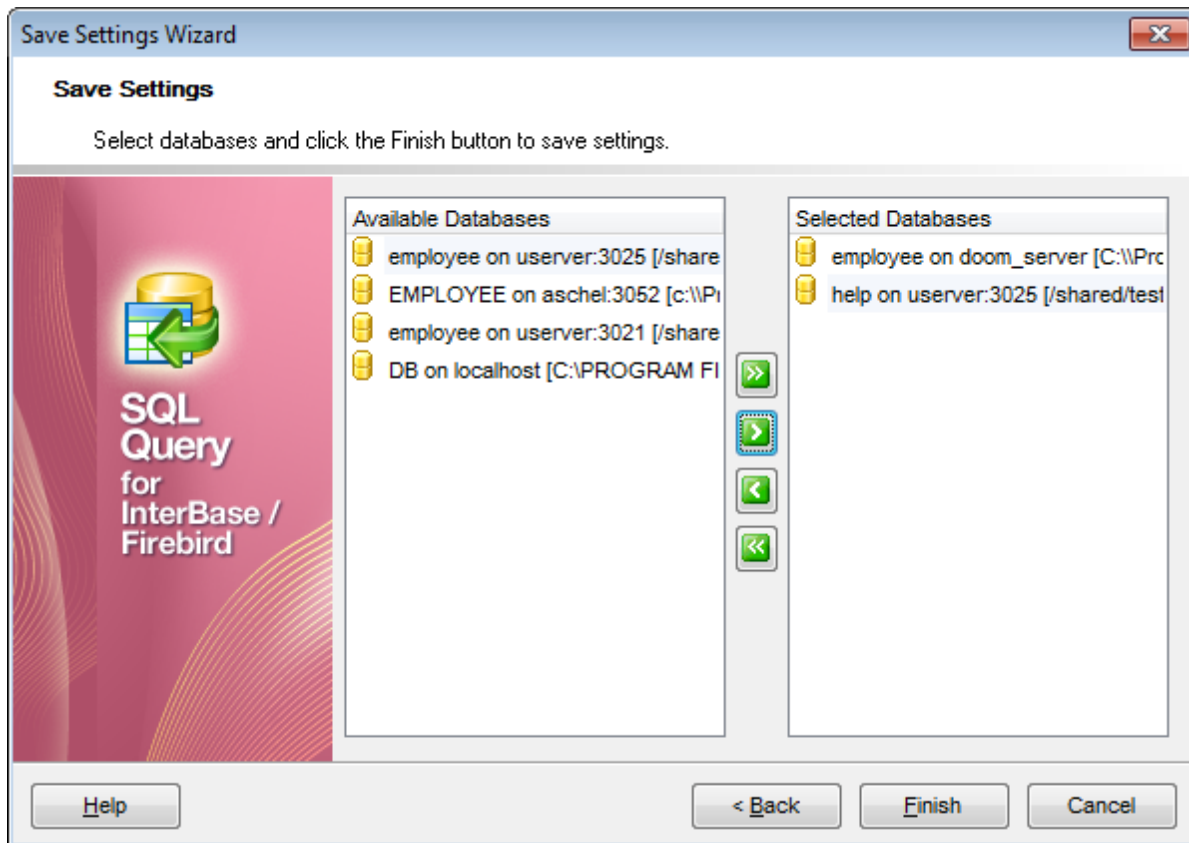 Save Settings Wizard
Save Settings
Select databases and click the Finish button to save settings.
SQL
Query
for
InterBase /
Firebird
Available Databases
employee on userver:3025 [/share
EMPLOYEE on aschel:3052 [c:\\Pr
employee on userver:3021 [/share
DB on localhost [C:\PROGRAM FI
Selected Databases
employee on doom_server [C:\\Prc
help on userver:3025 [/shared/test
Help
< Back
Finish
Cancel